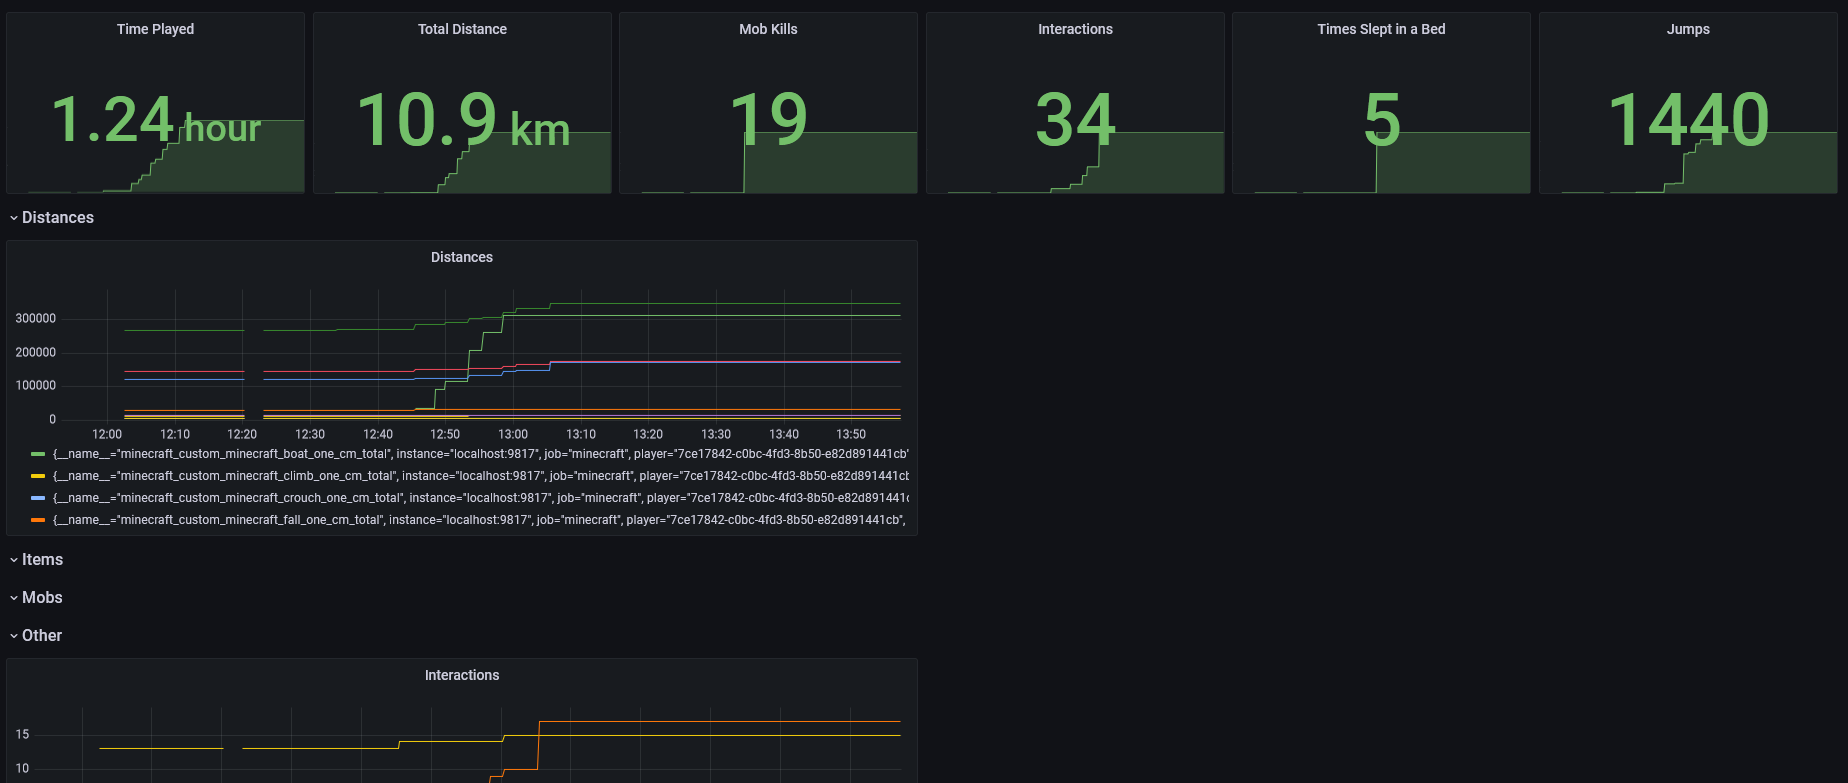 Time Played
1.24 hour
Total Distance
10.9 km
Mob Kills
19
Interactions
34
Times Slept in a Bed
5
Jumps
1440
Distances
Distances
300000
200000
100000
0
12:00 12:10 12:20 12:30 12:40 12:50 13:00 13:10 13:20 13:30 13:40 13:50
{__name__="minecraft_custom_minecraft_boat_one_cm_total", instance="localhost:9817", job="minecraft", player="7ce17842-c0bc-4fd3-8b50-e82d891441cb"
{__name__="minecraft_custom_minecraft_climb_one_cm_total", instance="localhost:9817", job="minecraft", player="7ce17842-c0bc-4fd3-8b50-e82d891441cb
{__name__="minecraft_custom_minecraft_crouch_one_cm_total", instance="localhost:9817", job="minecraft", player="7ce17842-c0bc-4fd3-8b50-e82d891441c
{__name__="minecraft_custom_minecraft_fall_one_cm_total", instance="localhost:9817", job="minecraft", player="7ce17842-c0bc-4fd3-8b50-e82d891441cb",
Items
Mobs
Other
Interactions
15
10